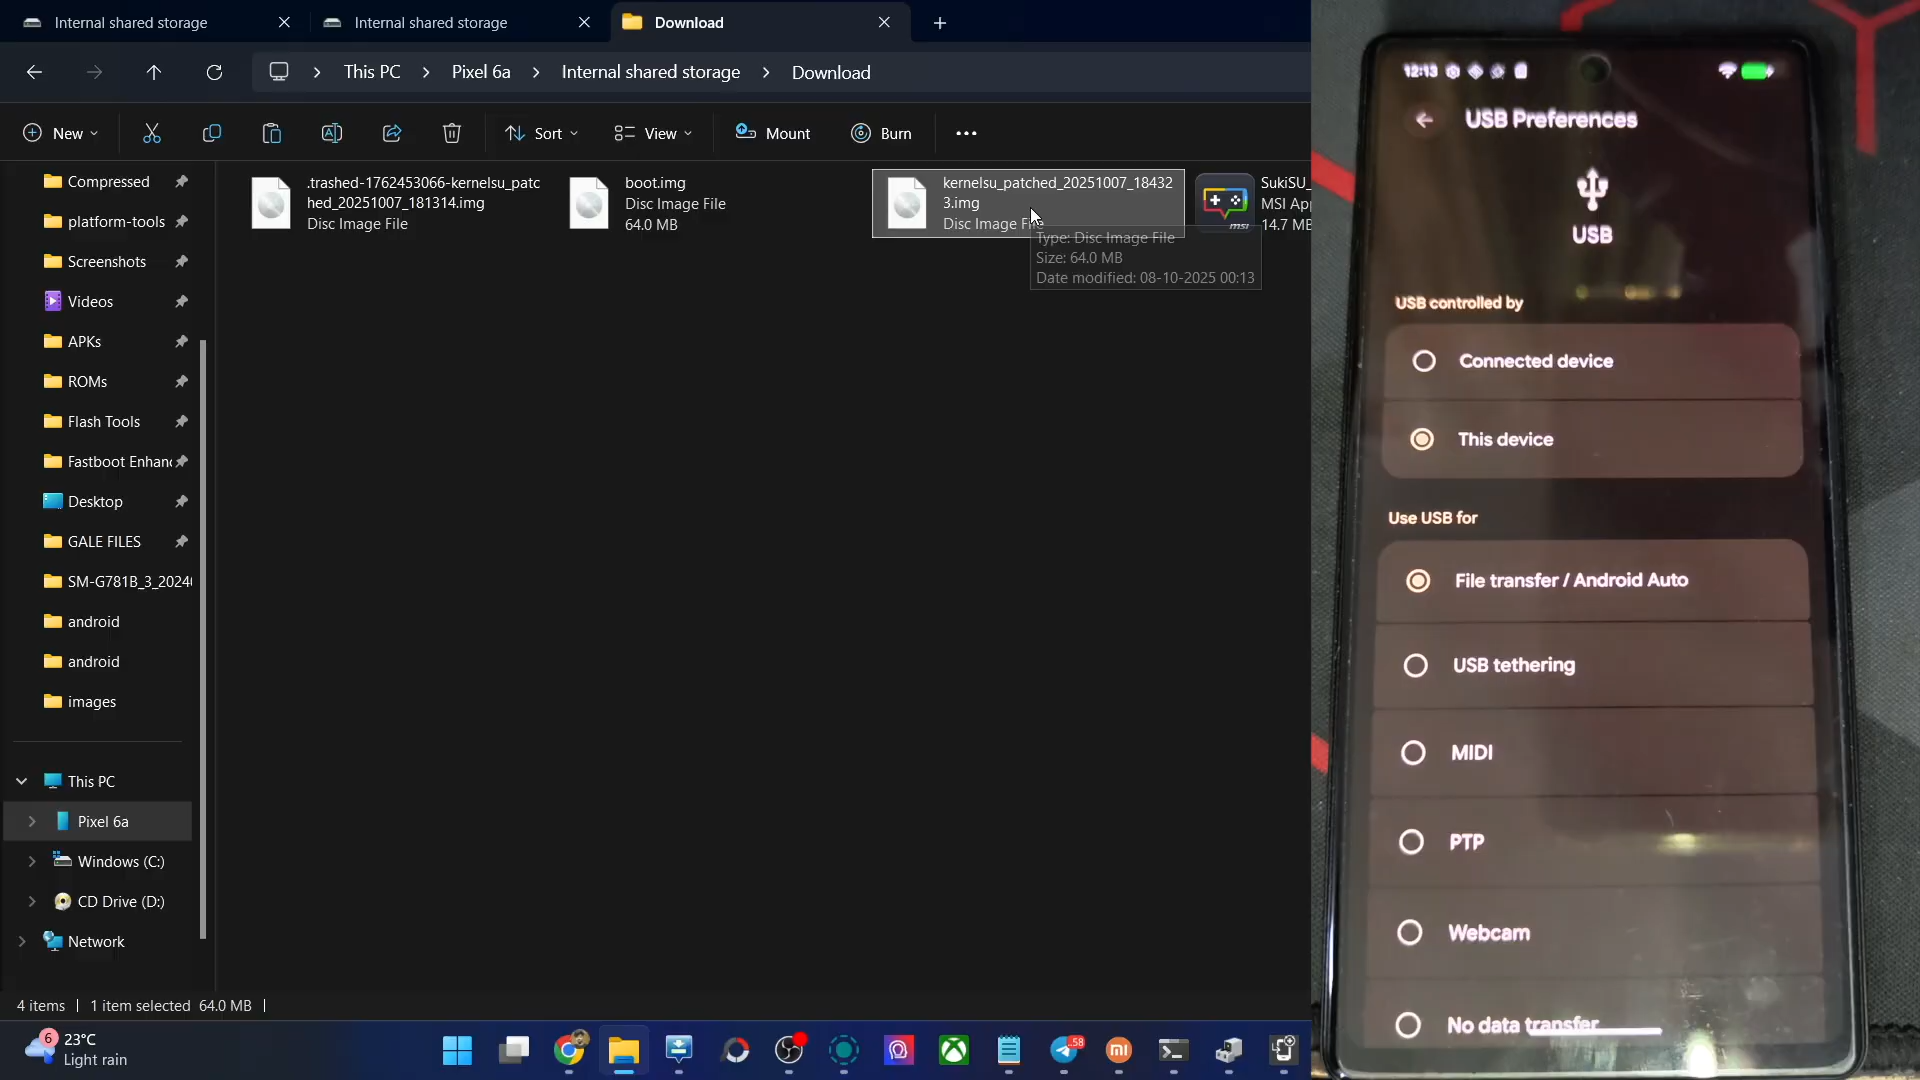 Internal shared storage
Internal shared storage
Download
This PC
Pixel 6a
Internal shared storage
Download
New
Sort
View
Mount
Burn
Compressed
platform-tools
Screenshots
Videos
APKs
ROMs
Flash Tools
Fastboot Enhanc
Desktop
GALE FILES
SM-G781B_3_2024
android
android
images
This PC
Pixel 6a
Windows (C:)
CD Drive (D:)
Network
.trashed-1762453066-kernelsu_patc
hed_20251007_181314.img
Disc Image File
boot.img
Disc Image File
64.0 MB
kernelsu_patched_20251007_18432
3.img
Disc Image File
SukiSU_
MSI Ap
14.7 M
msi
Type: Disc Image File
Size: 64.0 MB
Date modified: 08-10-2025 00:13
4 items
1 item selected 64.0 MB
6
23°C
Light rain
58
12:13
USB Preferences
USB
USB controlled by
Connected device
This device
Use USB for
File transfer / Android Auto
USB tethering
MIDI
PTP
Webcam
No data transfer